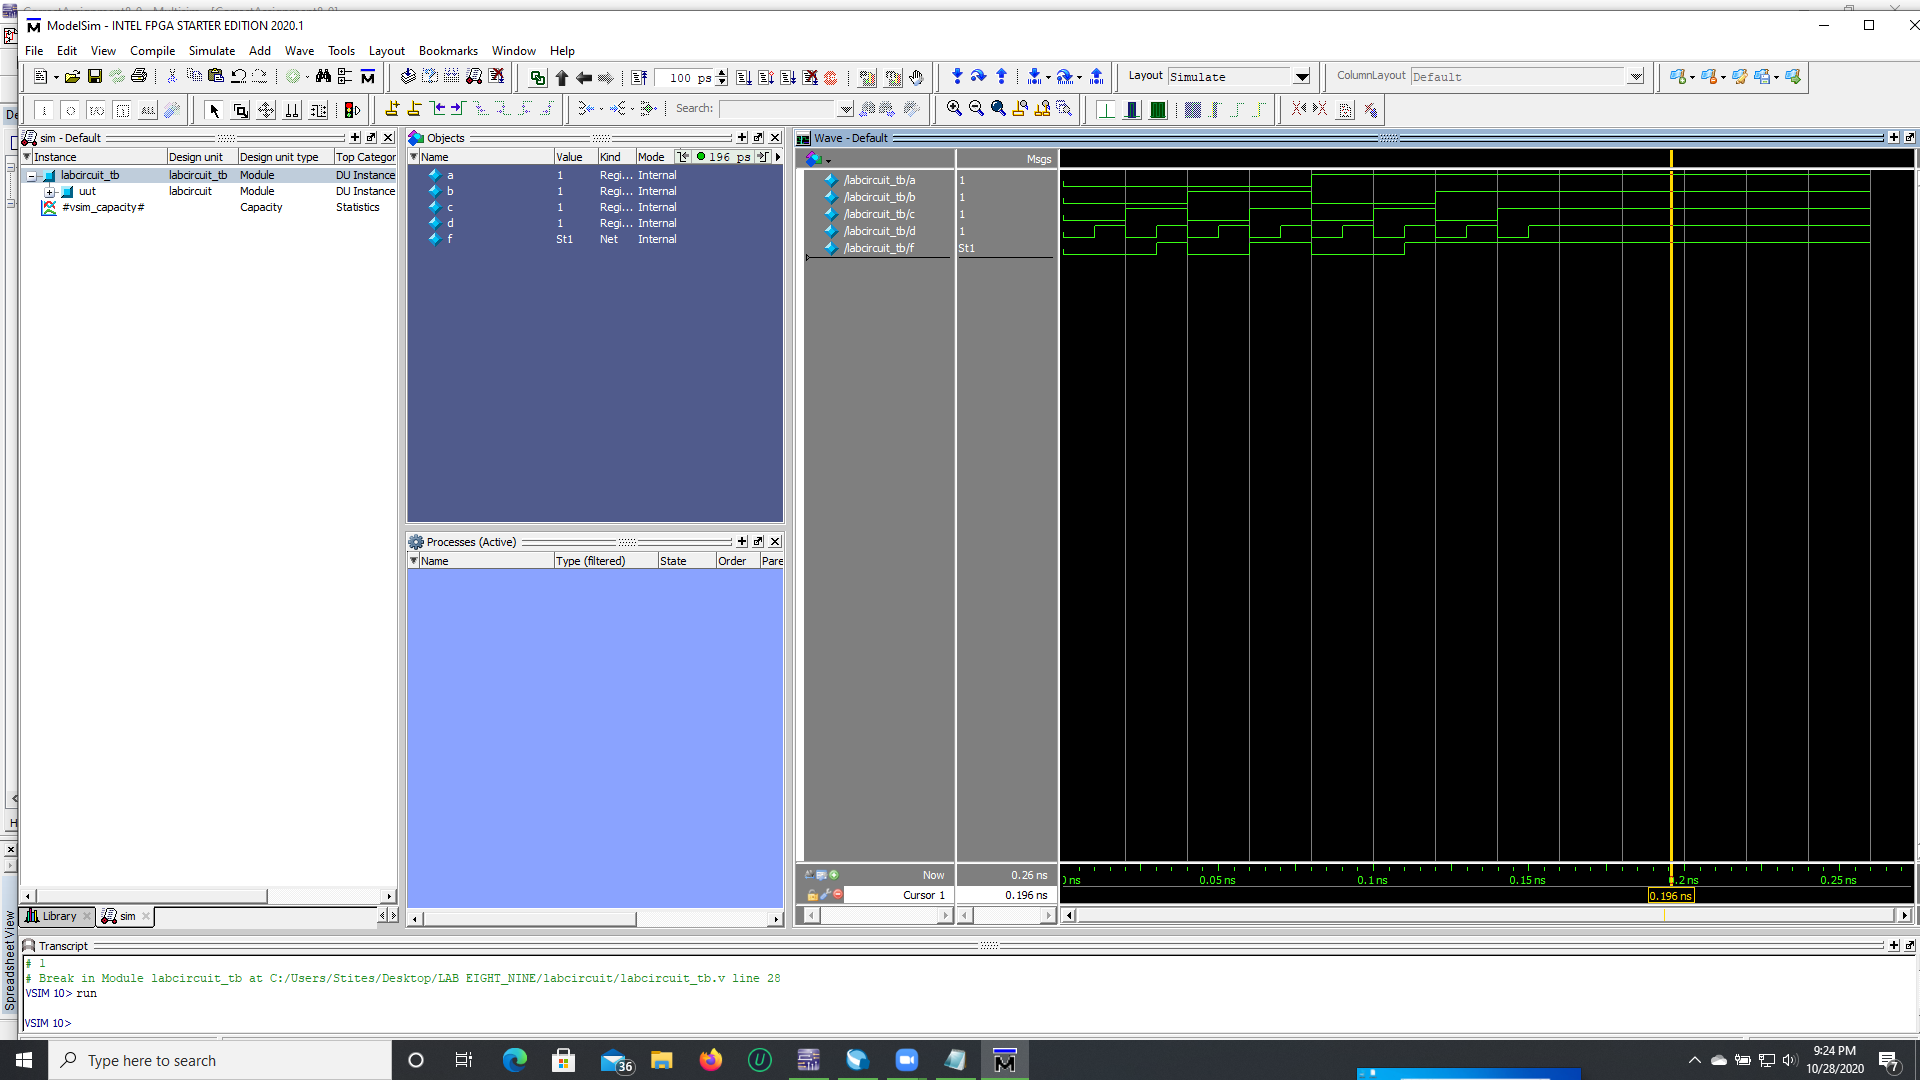 ModelSim - INTEL FPGA STARTER EDITION 2020.1
File Edit View Compile Simulate Add Wave Tools Layout Bookmarks Window Help
100 ps
Layout Simulate
ColumnLayout Default
Search:
sim - Default
Instance Design unit Design unit type Top Categor
labcircuit_tb labcircuit_tb Module DU Instance
uut labcircuit Module DU Instance
#vsim_capacity# Capacity Statistics
Library sim
Objects
Name Value Kind Mode 196 ps
a 1 Regi... Internal
b 1 Regi... Internal
c 1 Regi... Internal
d 1 Regi... Internal
f St1 Net Internal
Processes (Active)
Name Type (filtered) State Order Pare
Wave - Default
Msgs
/labcircuit_tb/a 1
/labcircuit_tb/b 1
/labcircuit_tb/c 1
/labcircuit_tb/d 1
/labcircuit_tb/f St1
Now 0.26 ns
Cursor 1 0.196 ns
ns 0.05 ns 0.1 ns 0.15 ns .2 ns 0.25 ns
0.196 ns
Spreadsheet View
Transcript
# 1
# Break in Module labcircuit_tb at C:/Users/Stites/Desktop/LAB EIGHT_NINE/labcircuit/labcircuit_tb.v line 28
VSIM 10> run
VSIM 10>
Type here to search
36
9:24 PM
10/28/2020
7